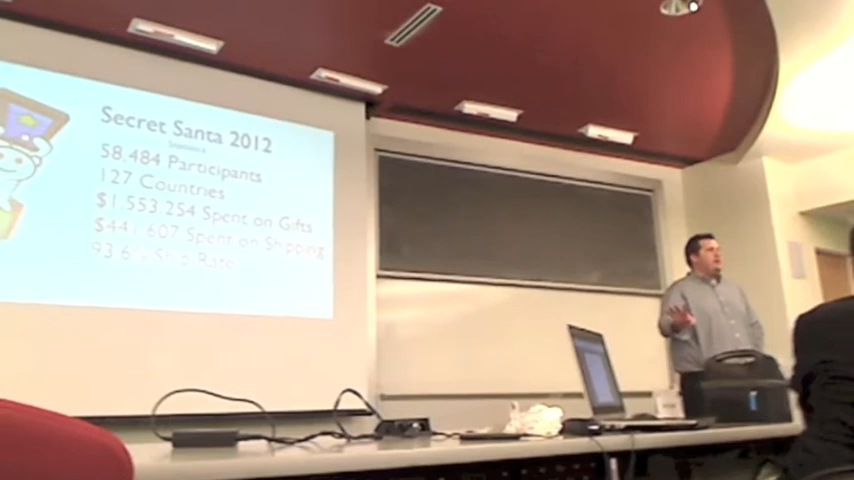 Secret Santa 2012
58,484 Participants
127 Countries
$1,553,254 Spent on Gifts
$441,607 Spent on Shipping
93.6% Ship Rate